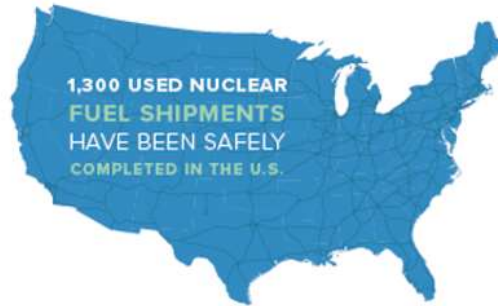 1,300 USED NUCLEAR
FUEL SHIPMENTS
HAVE BEEN SAFELY
COMPLETED IN THE U.S.